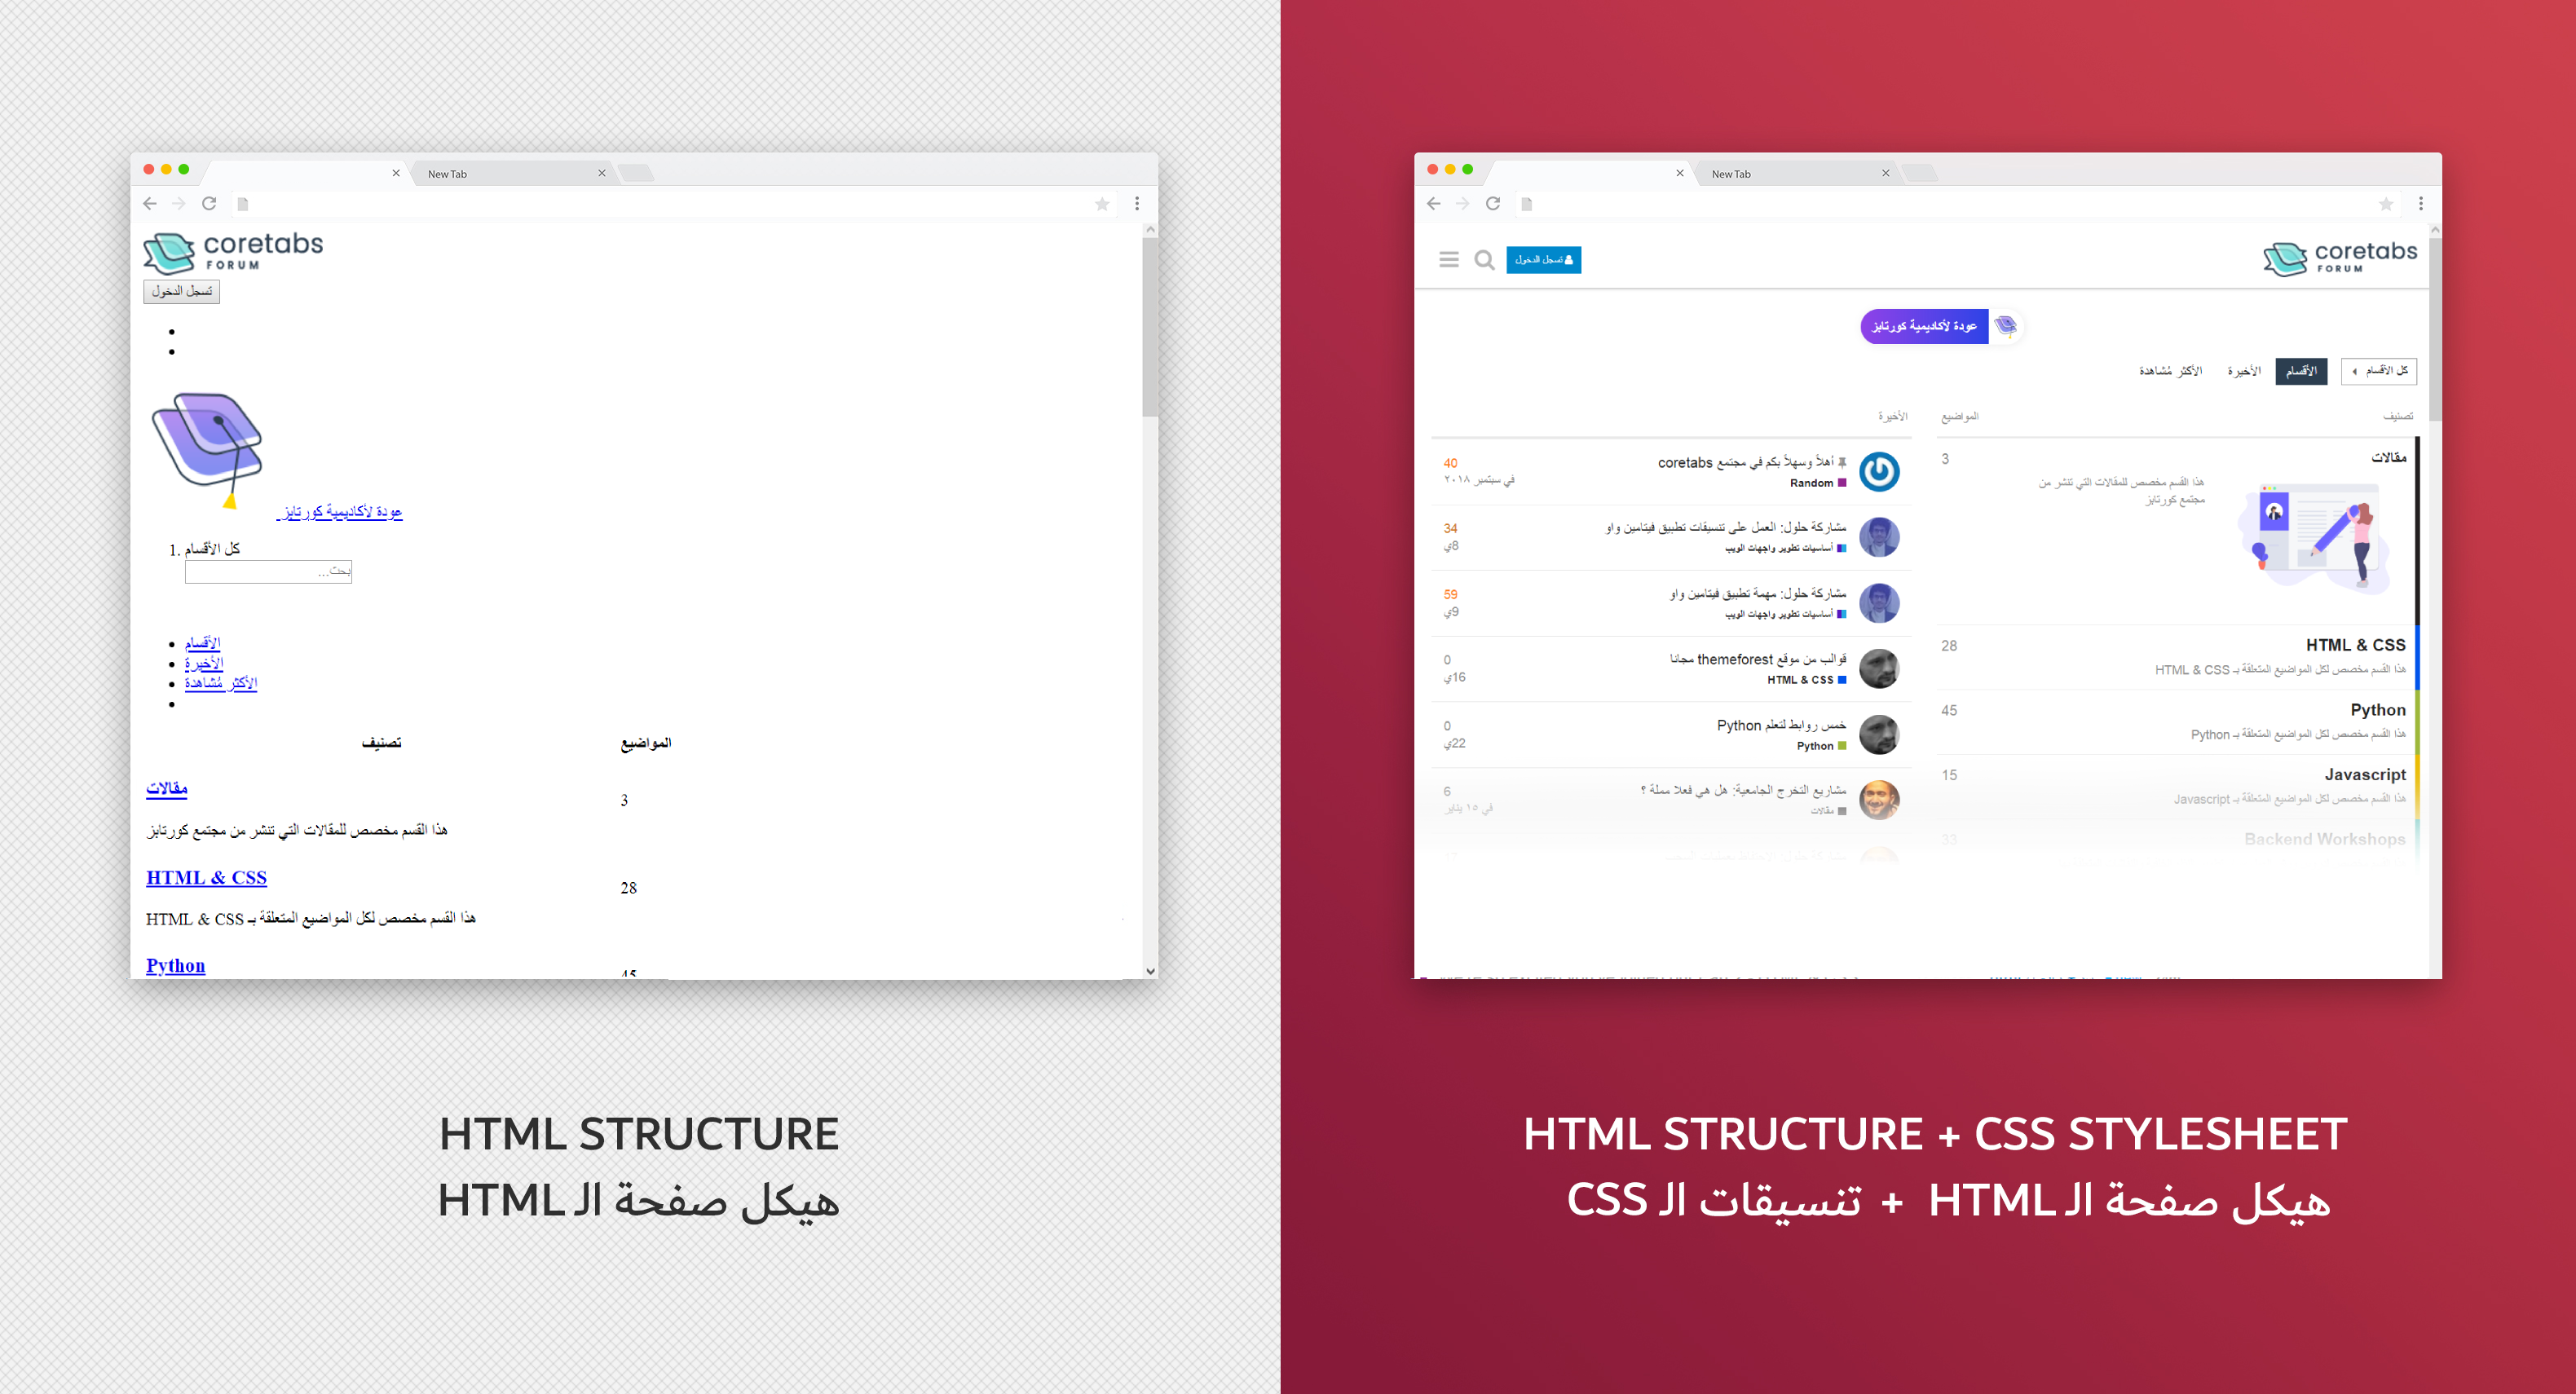 New Tab
coretabs
FORUM
تسجل الدخول
عودة لأكاديمية كورتابز
1. كل الأقسام
بحث...
الأقسام
الأخيرة
الأكثر مُشاهدة
تصنيف المواضيع
مقالات
3
هذا القسم مخصص للمقالات التي تنشر من مجتمع كورتابز
HTML & CSS
28
هذا القسم مخصص لكل المواضيع المتعلقة بـ HTML & CSS
Python
45
HTML STRUCTURE
هيكل صفحة الـ HTML
New Tab
coretabs
FORUM
تسجل الدخول
عودة لأكاديمية كورتابز
كل الأقسام الأقسام الأخيرة الأكثر مُشاهدة
تصنيف المواضيع
مقالات
3
هذا القسم مخصص للمقالات التي تنشر من
مجتمع كورتابز
HTML & CSS
28
هذا القسم مخصص لكل المواضيع المتعلقة بـ HTML & CSS
Python
45
هذا القسم مخصص لكل المواضيع المتعلقة بـ Python
Javascript
15
هذا القسم مخصص لكل المواضيع المتعلقة بـ Javascript
Backend Workshops
33
الأخيرة
أهلاً وسهلاً بكم في مجتمع coretabs
40
Random
في سبتمبر ٢٠١٨
مشاركة حلول: العمل على تنسيقات تطبيق فيتامين واو
34
أساسيات تطوير واجهات الويب
8ي
مشاركة حلول: مهمة تطبيق فيتامين واو
59
أساسيات تطوير واجهات الويب
9ي
قوالب من موقع themeforest مجانا
0
HTML & CSS
16ي
خمس روابط لتعلم Python
0
Python
22ي
مشاريع التخرج الجامعية: هل هي فعلا مملة ؟
6
مقالات
في ١٥ يناير
HTML STRUCTURE + CSS STYLESHEET
هيكل صفحة الـ HTML + تنسيقات الـ CSS